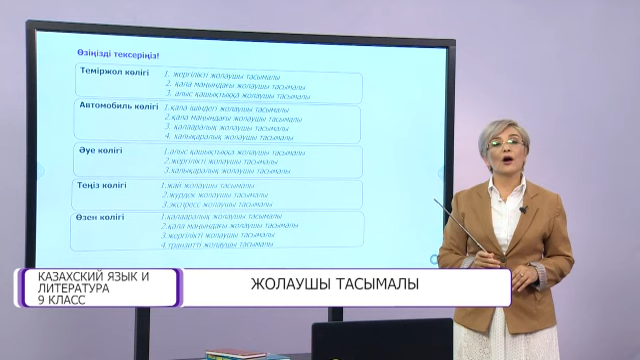 Өзіңізді тексеріңіз!
Теміржол көлігі
1. жергілікті жолаушы тасымалы
2. қала маңындағы жолаушы тасымалы
3. алыс қашықтыққа жолаушы тасымалы
Автомобиль көлігі
1.қала ішіндегі жолаушы тасымалы
2.қала маңындағы жолаушы тасымалы
3. қалааралық жолаушы тасымалы
4. халықаралық жолаушы тасымалы
Әуе көлігі
1.алыс қашықтыққа жолаушы тасымалы
2.жергілікті жолаушы тасымалы
3.халықаралық жолаушы тасымалы
Теңіз көлігі
1.жай жолаушы тасымалы
2.жүрдек жолаушы тасымалы
3.экспресс жолаушы тасымалы
Өзен көлігі
1.қалааралық жолаушы тасымалы
2.қала маңындағы жолаушы тасымалы
3.жергілікті жолаушы тасымалы
4.транзитті жолаушы тасымалы
КАЗАХСКИЙ ЯЗЫК И
ЛИТЕРАТУРА
9 КЛАСС
ЖОЛАУШЫ ТАСЫМАЛЫ